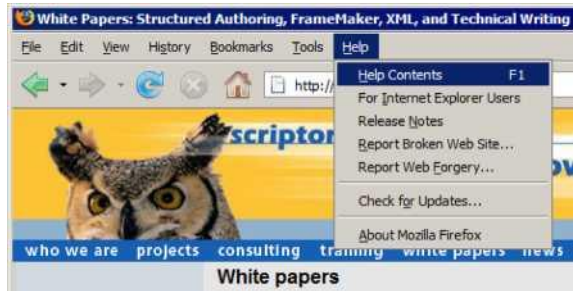 White Papers: Structured Authoring, FrameMaker, XML, and Technical Writing
File Edit View History Bookmarks Tools Help
http://
Help Contents F1
For Internet Explorer Users
Release Notes
Report Broken Web Site...
Report Web Forgery...
Check for Updates...
About Mozilla Firefox
scriptor
who we are projects consulting training white papers news
White papers